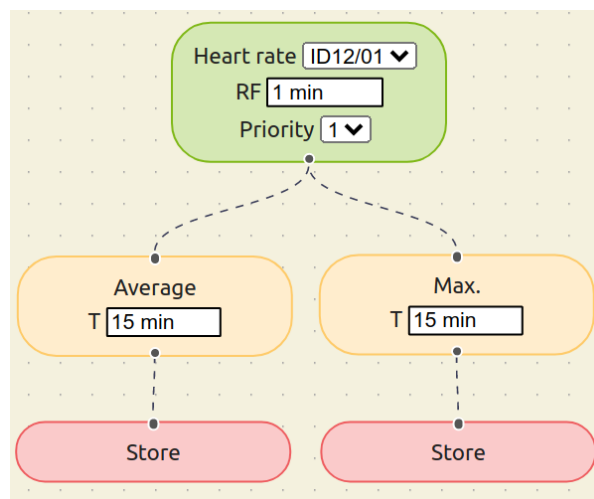 Heart rate ID12/01
RF 1 min
Priority 1
Average
T 15 min
Max.
T 15 min
Store
Store